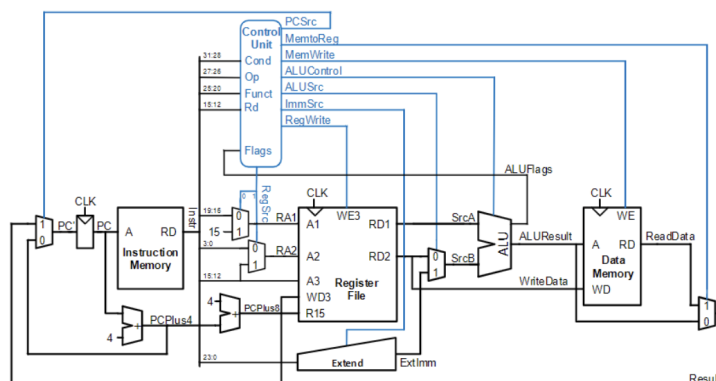 PCSrc
Control
Unit
MemtoReg
MemWrite
31:28
Cond
ALUControl
27:26
Op
ALUSrc
25:20
Funct
ImmSrc
15:12
Rd
RegWrite
Flags
ALUFlags
0 1
RegSrc
CLK
CLK
CLK
1
0
PC'
PC
A
RD
Instruction
Memory
Instr
19:16
0
15
1
RA1
A1
WE3
RD1
SrcA
3:0
0
1
RA2
A2
RD2
0
1
SrcB
ALU
ALUResult
WE
A
RD
ReadData
Data
Memory
WD
WriteData
1
0
15:12
A3
Register
File
WD3
R15
4
+
PCPlus4
4
+
PCPlus8
23:0
Extend
ExtImm
Resul